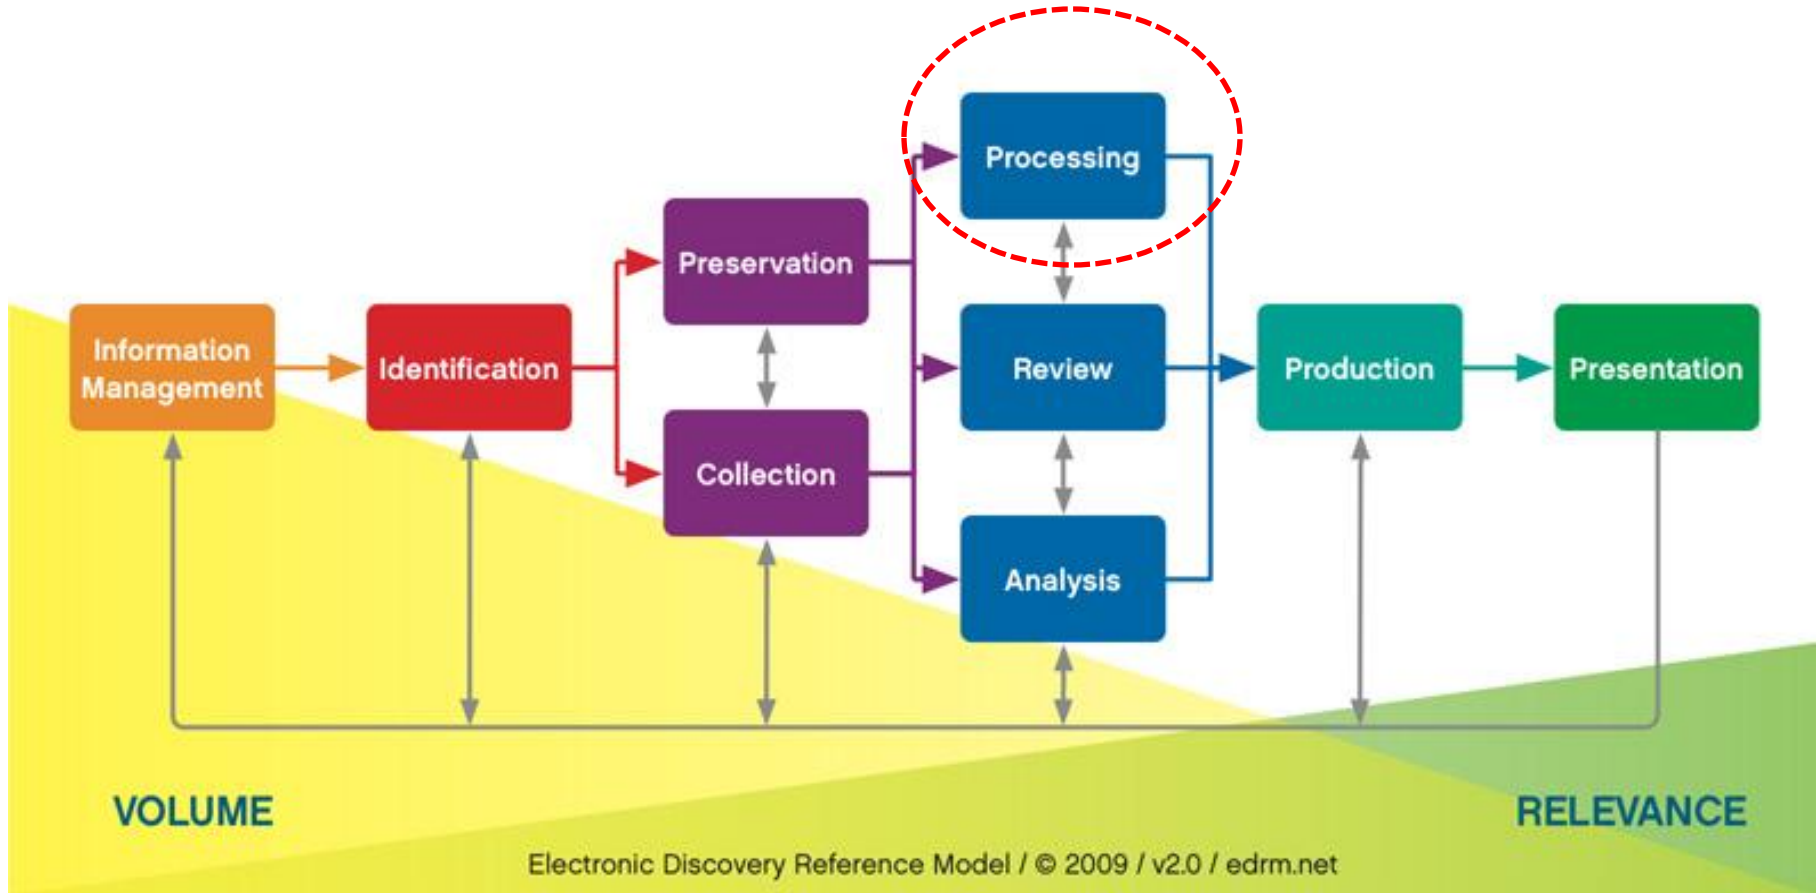 Processing
Preservation
Information
Management
Identification
Review
Production
Presentation
Collection
Analysis
VOLUME
RELEVANCE
Electronic Discovery Reference Model / © 2009 / v2.0 / edrm.net